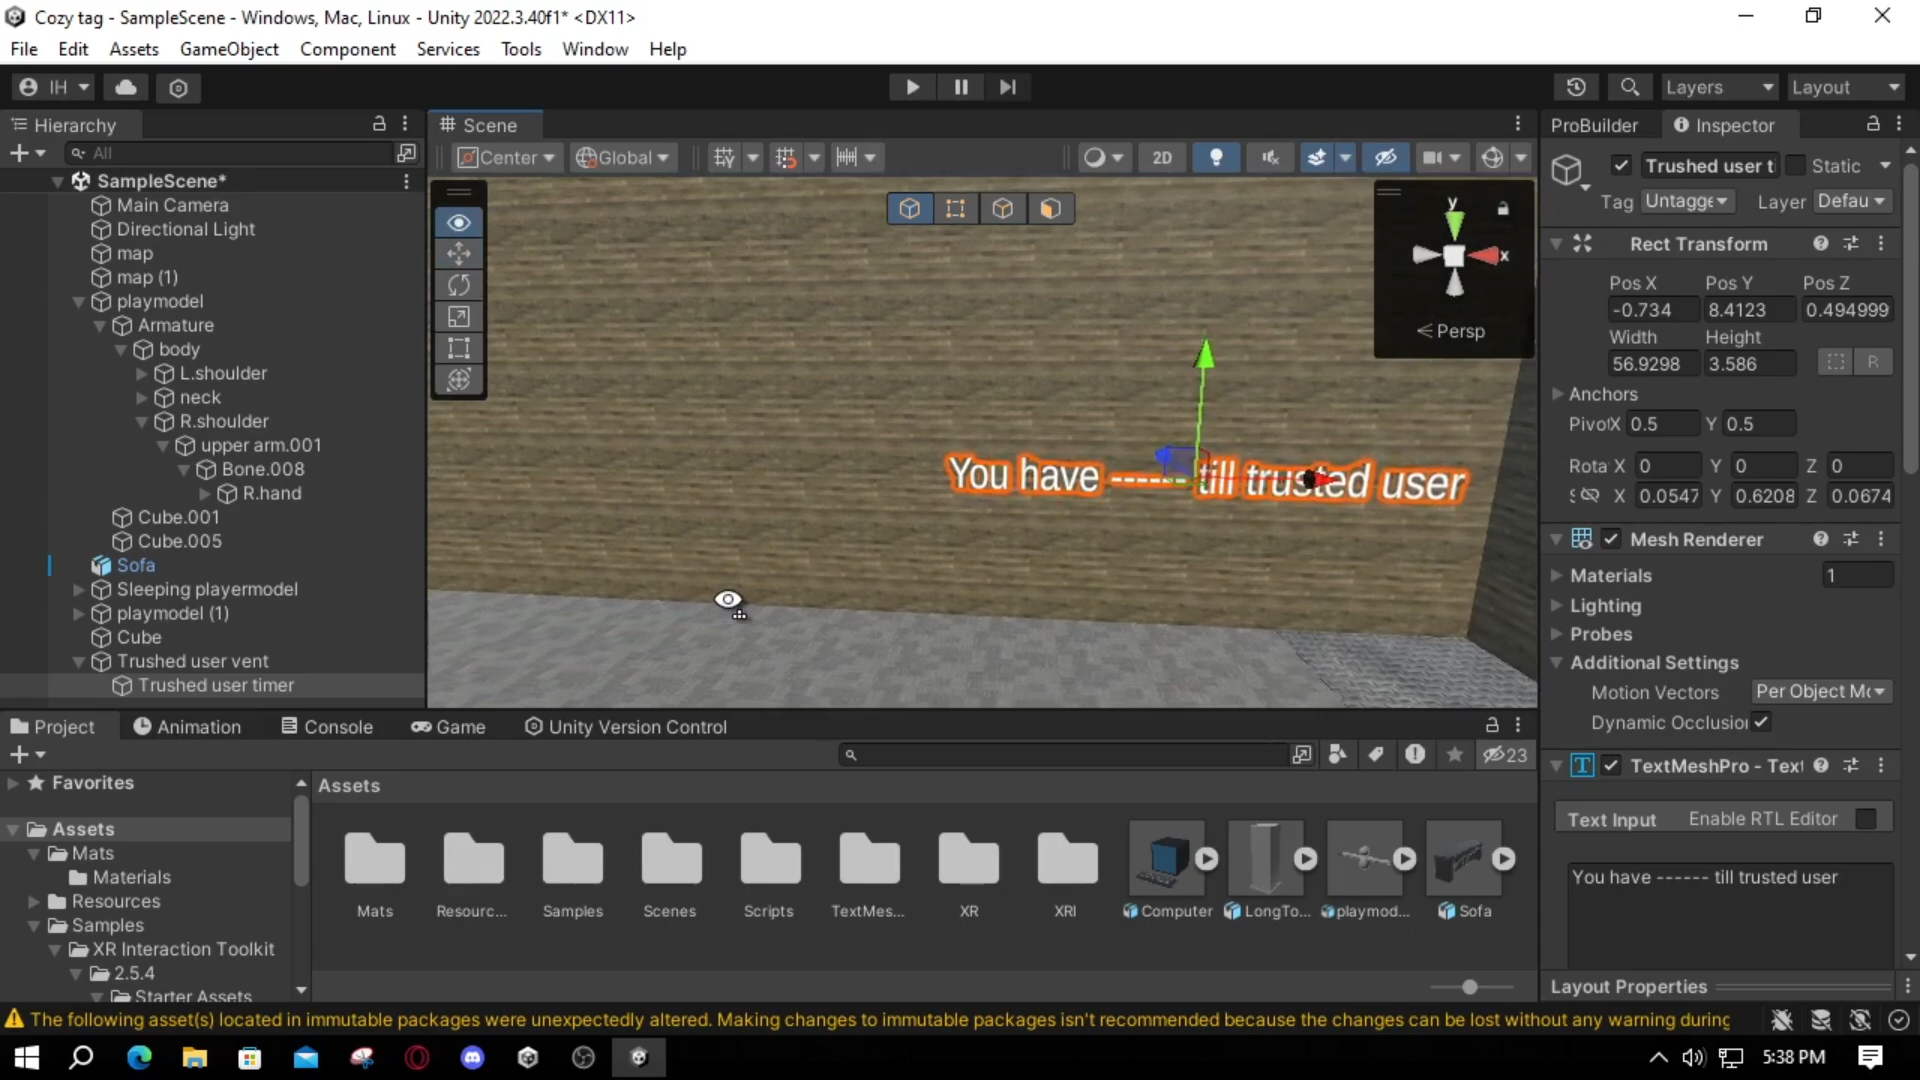 Cozy tag - SampleScene - Windows, Mac, Linux - Unity 2022.3.40f1* <DX11>
File Edit Assets GameObject Component Services Tools Window Help
IH Layers Layout
Hierarchy
All
SampleScene*
Main Camera
Directional Light
map
map (1)
playmodel
Armature
body
L.shoulder
neck
R.shoulder
upper arm.001
Bone.008
R.hand
Cube.001
Cube.005
Sofa
Sleeping playermodel
playmodel (1)
Cube
Trushed user vent
Trushed user timer
Scene
Center Global 2D
y
x
Persp
You have ------ till trusted user
ProBuilder Inspector
Trushed user ti Static
Tag Untagge Layer Defau
Rect Transform
Pos X Pos Y Pos Z
-0.734 8.4123 0.494999
Width Height
56.9298 3.586 R
Anchors
Pivot X 0.5 Y 0.5
Rota X 0 Y 0 Z 0
S X 0.0547 Y 0.6208 Z 0.0674
Mesh Renderer
Materials 1
Lighting
Probes
Additional Settings
Motion Vectors Per Object Mo
Dynamic Occlusio
TextMeshPro - Text
Text Input Enable RTL Editor
You have ------ till trusted user
Layout Properties
Project Animation Console Game Unity Version Control
23
Favorites
Assets
Mats
Materials
Resources
Samples
XR Interaction Toolkit
2.5.4
Starter Assets
Assets
Mats Resourc... Samples Scenes Scripts TextMes... XR XRI Computer LongTo... playmod... Sofa
The following asset(s) located in immutable packages were unexpectedly altered. Making changes to immutable packages isn't recommended because the changes can be lost without any warning during
5:38 PM